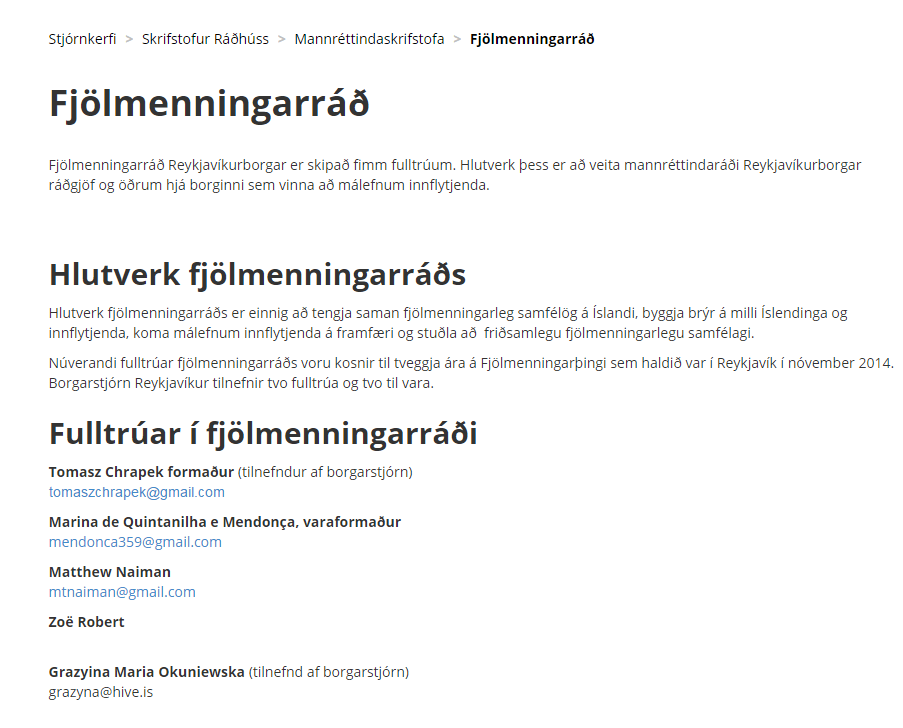 Stjórnkerfi > Skrifstofur Ráðhúss > Mannréttindaskrifstofa > Fjölmenningarráð
Fjölmenningarráð
Fjölmenningarráð Reykjavíkurborgar er skipað fimm fulltrúum. Hlutverk þess er að veita mannréttindaráði Reykjavíkurborgar
ráðgjöf og öðrum hjá borginni sem vinna að málefnum innflytjenda.
Hlutverk fjölmenningarráðs
Hlutverk fjölmenningarráðs er einnig að tengja saman fjölmenningarleg samfélög á Íslandi, byggja brýr á milli Íslendinga og
innflytjenda, koma málefnum innflytjenda á framfæri og stuðla að friðsamlegu fjölmenningarlegu samfélagi.
Núverandi fulltrúar fjölmenningarráðs voru kosnir til tveggja ára á Fjölmenningarþingi sem haldið var í Reykjavík í nóvember 2014.
Borgarstjórn Reykjavíkur tilnefnir tvo fulltrúa og tvo til vara.
Fulltrúar í fjölmenningarráði
Tomasz Chrapek formaður (tilnefndur af borgarstjórn)
tomaszchrapek@gmail.com
Marina de Quintanilha e Mendonça, varaformaður
mendonca359@gmail.com
Matthew Naiman
mtnaiman@gmail.com
Zoë Robert
Grazyina Maria Okuniewska (tilnefnd af borgarstjórn)
grazyna@hive.is